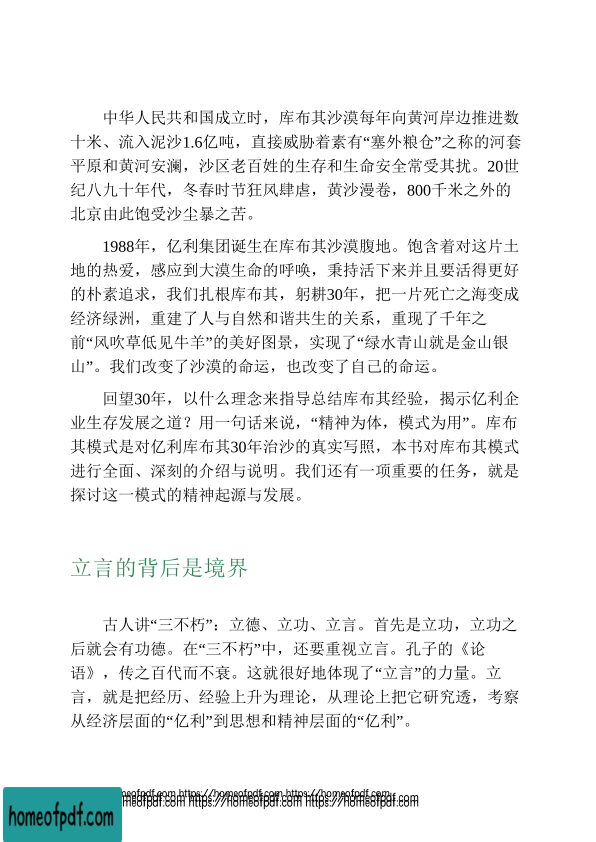 中华人民共和国成立时，库布其沙漠每年向黄河岸边推进数
十米、流入泥沙1.6亿吨，直接威胁着素有“塞外粮仓”之称的河套
平原和黄河安澜，沙区老百姓的生存和生命安全常受其扰。20世
纪八九十年代，冬春时节狂风肆虐，黄沙漫卷，800千米之外的
北京由此饱受沙尘暴之苦。
1988年，亿利集团诞生在库布其沙漠腹地。饱含着对这片土
地的热爱，感应到大漠生命的呼唤，秉持活下来并且要活得更好
的朴素追求，我们扎根库布其，躬耕30年，把一片死亡之海变成
经济绿洲，重建了人与自然和谐共生的关系，重现了千年之
前“风吹草低见牛羊”的美好图景，实现了“绿水青山就是金山银
山”。我们改变了沙漠的命运，也改变了自己的命运。
回望30年，以什么理念来指导总结库布其经验，揭示亿利企
业生存发展之道？用一句话来说，“精神为体，模式为用”。库布
其模式是对亿利库布其30年治沙的真实写照，本书对库布其模式
进行全面、深刻的介绍与说明。我们还有一项重要的任务，就是
探讨这一模式的精神起源与发展。
立言的背后是境界
古人讲“三不朽”：立德、立功、立言。首先是立功，立功之
后就会有功德。在“三不朽”中，还要重视立言。孔子的《论
语》，传之百代而不衰。这就很好地体现了“立言”的力量。立
言，就是把经历、经验上升为理论，从理论上把它研究透，考察
从经济层面的“亿利”到思想和精神层面的“亿利”。
homeofpdf.com https://homeofpdf.com https://homeofpdf.com
homeofpdf.com https://homeofpdf.com https://homeofpdf.com
homeofpdf.com